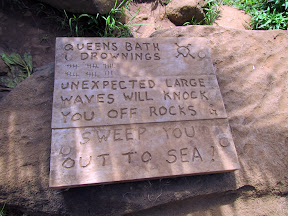 QUEENS BATH
DROWNINGS
UNEXPECTED LARGE
WAVES WILL KNOCK
YOU OFF ROCKS &
SWEEP YOU
OUT TO SEA!